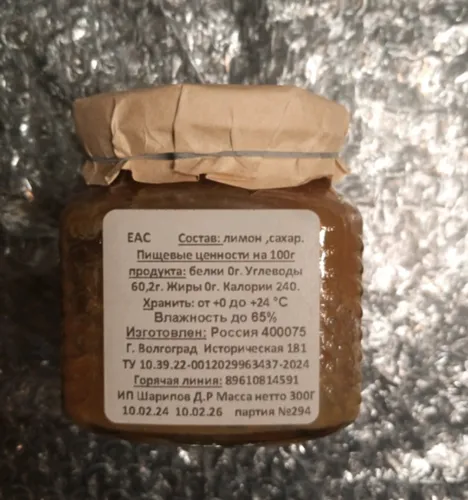 ЕАС Состав: лимон ,сахар.
Пищевые ценности на 100г
продукта: белки 0г. Углеводы
60,2г. Жиры 0г. Калории 240.
Хранить: от +0 до +24 °С
Влажность до 65%
Изготовлен: Россия 400075
Г. Волгоград Историческая 181
ТУ 10.39.22-0012029963437-2024
Горячая линия: 89610814591
ИП Шарипов Д.Р Масса нетто 300Г
10.02.24 10.02.26 партия №294